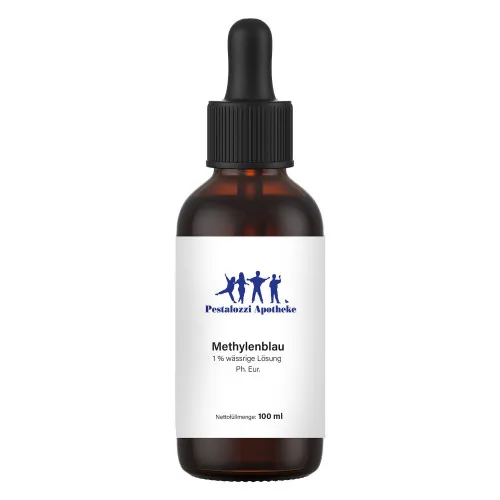 Pestalozzi Apotheke
Methylenblau
1 % wässrige Lösung
Ph. Eur.
Nettofüllmenge: 100 ml